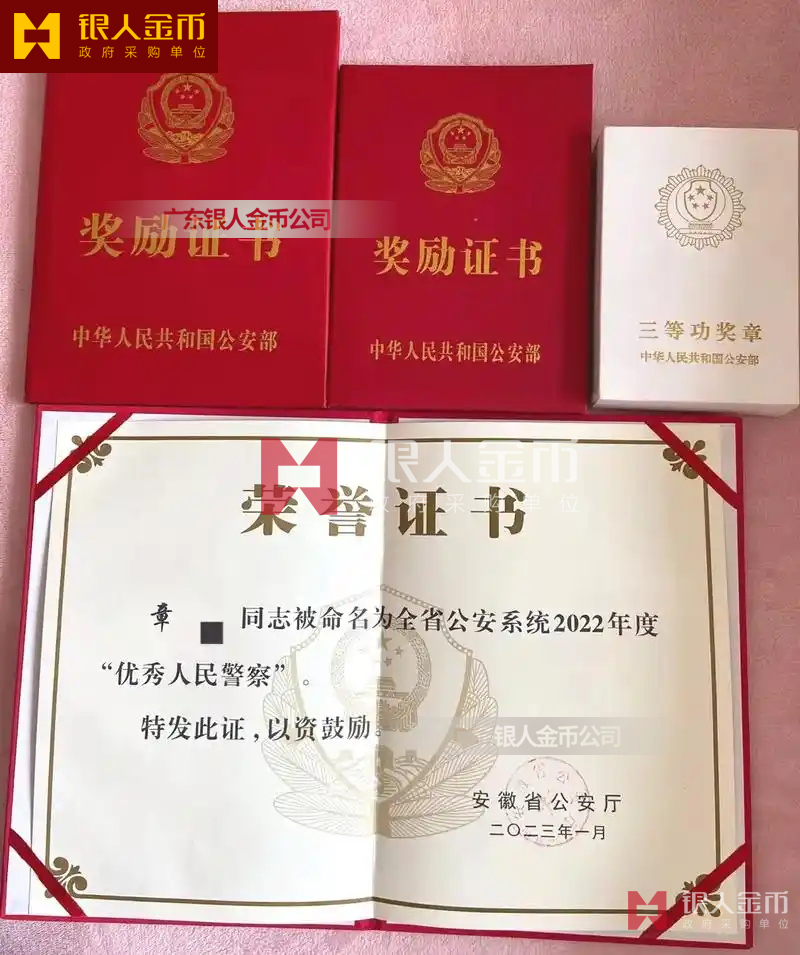 银人金币
政府采购单位
奖励证书
广东银人金币公司
中华人民共和国公安部
奖励证书
中华人民共和国公安部
三等功奖章
中华人民共和国公安部
银人金币
政府采购单位
荣誉证书
章 同志被命名为全省公安系统2022年度
“优秀人民警察”。
特发此证，以资鼓励。
银人金币公司
安徽省公安厅
二〇二三年一月
银人金币
政府采购单位